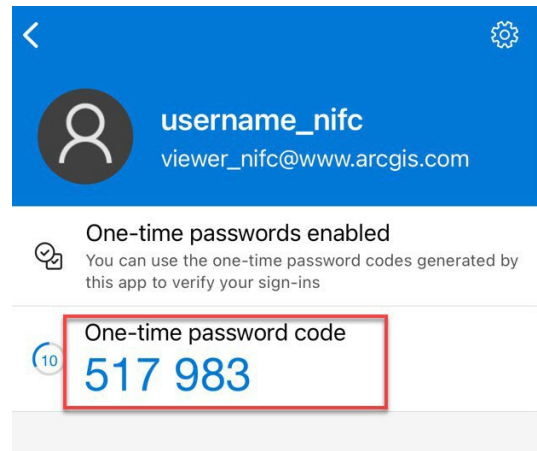 username_nifc
viewer_nifc@www.arcgis.com
One-time passwords enabled
You can use the one-time password codes generated by
this app to verify your sign-ins
One-time password code
10
517 983